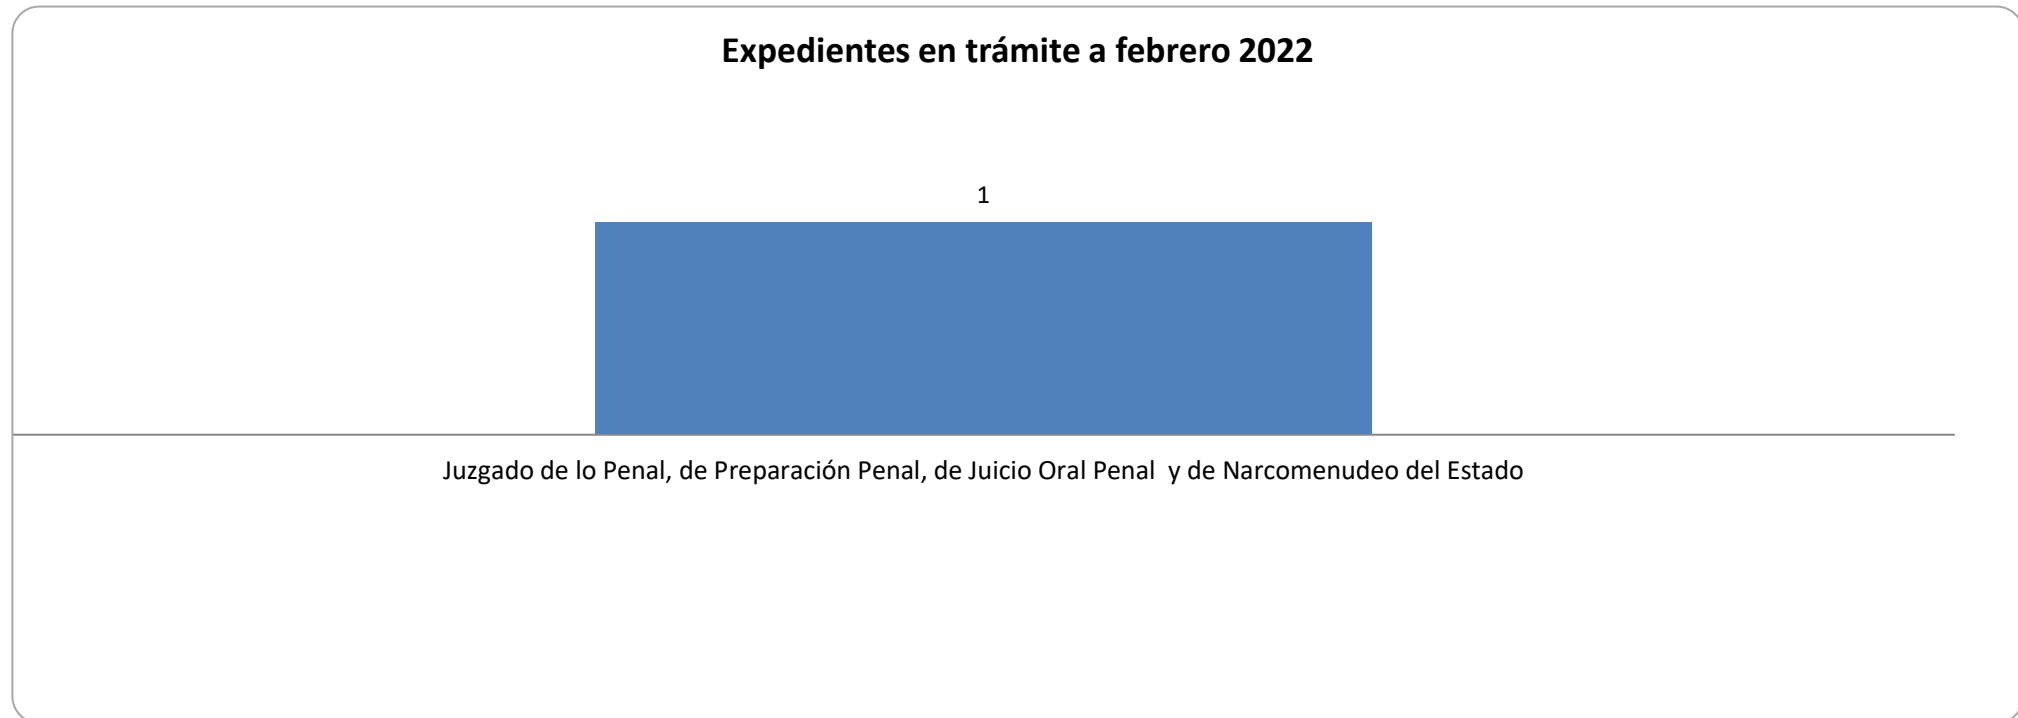 Expedientes en trámite a febrero 2022
1
Juzgado de lo Penal, de Preparación Penal, de Juicio Oral Penal  y de Narcomenudeo del Estado